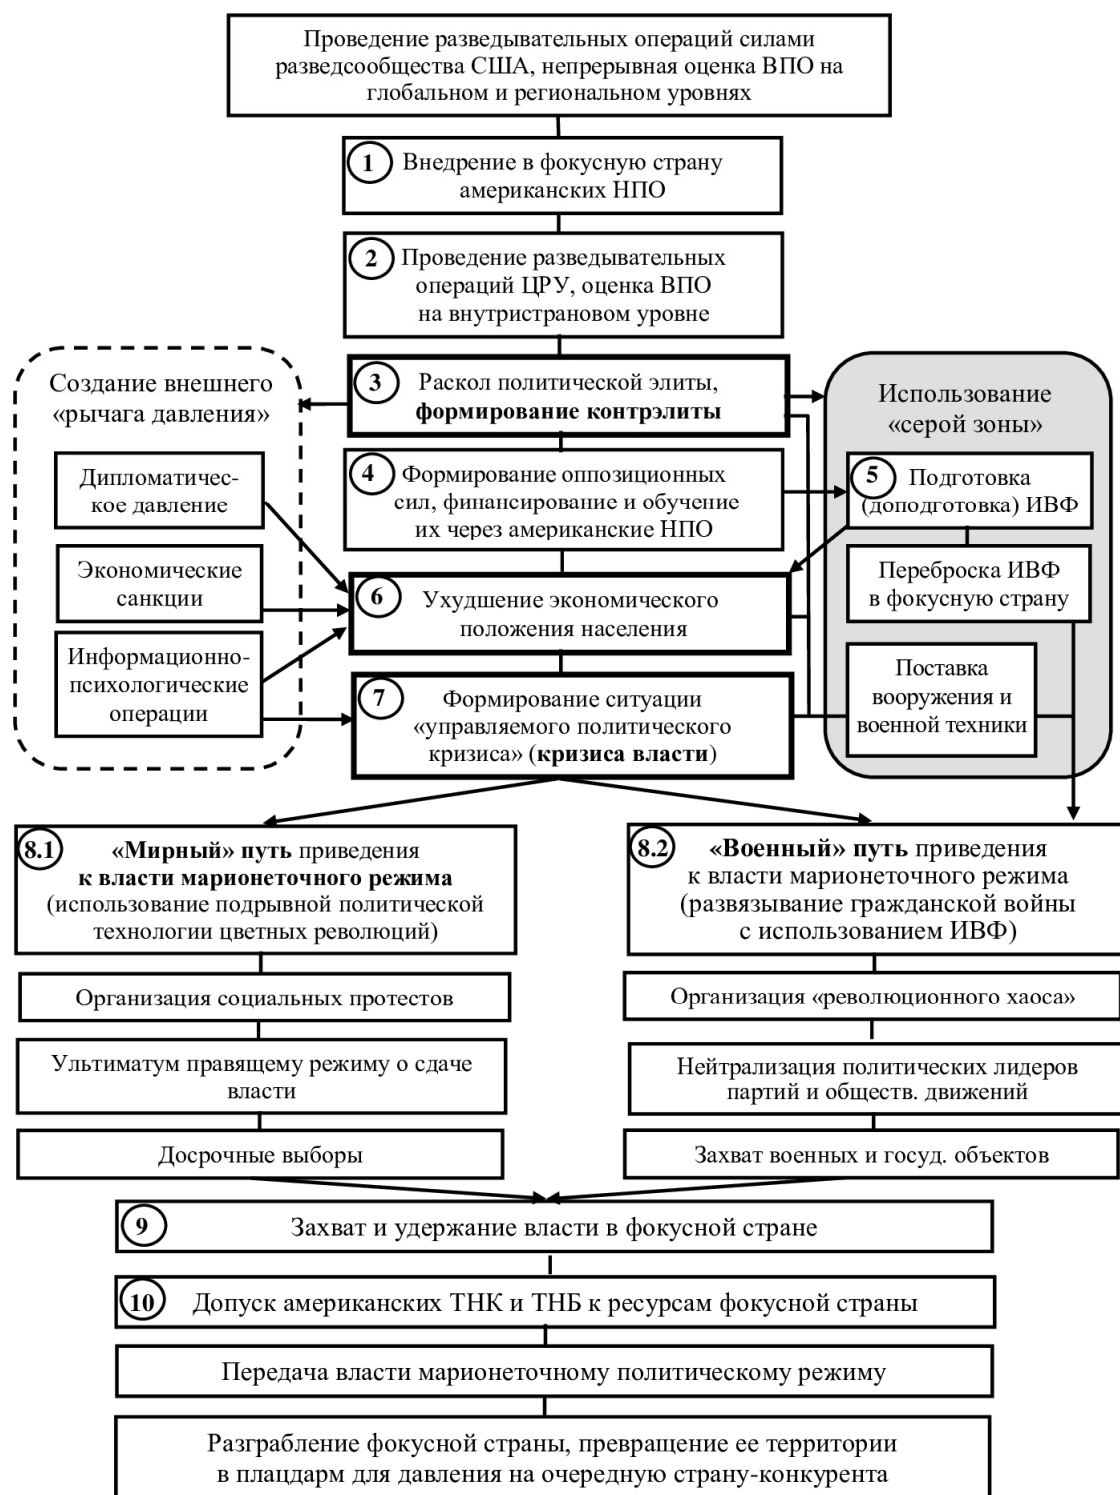 Проведение разведывательных операций силами
разведсообщества США, непрерывная оценка ВПО на
глобальном и региональном уровнях
1
Внедрение в фокусную страну
американских НПО
2
Проведение разведывательных
операций ЦРУ, оценка ВПО
на внутристрановом уровне
3
Раскол политической элиты,
формирование контрэлиты
4
Формирование оппозиционных
сил, финансирование и обучение
их через американские НПО
Создание внешнего
«рычага давления»
Дипломатичес-
кое давление
Экономические
санкции
Информационно-
психологические
операции
Использование
«серой зоны»
5
Подготовка
(доподготовка) ИВФ
Переброска ИВФ
в фокусную страну
Поставка
вооружения и
военной техники
6
Ухудшение экономического
положения населения
7
Формирование ситуации
«управляемого политического
кризиса» (кризиса власти)
8.1
«Мирный» путь приведения
к власти марионеточного режима
(использование подрывной политической
технологии цветных революций)
Организация социальных протестов
Ультиматум правящему режиму о сдаче
власти
Досрочные выборы
8.2
«Военный» путь приведения
к власти марионеточного режима
(развязывание гражданской войны
с использованием ИВФ)
Организация «революционного хаоса»
Нейтрализация политических лидеров
партий и обществ. движений
Захват военных и госуд. объектов
9
Захват и удержание власти в фокусной стране
10
Допуск американских ТНК и ТНБ к ресурсам фокусной страны
Передача власти марионеточному политическому режиму
Разграбление фокусной страны, превращение ее территории
в плацдарм для давления на очередную страну-конкурента